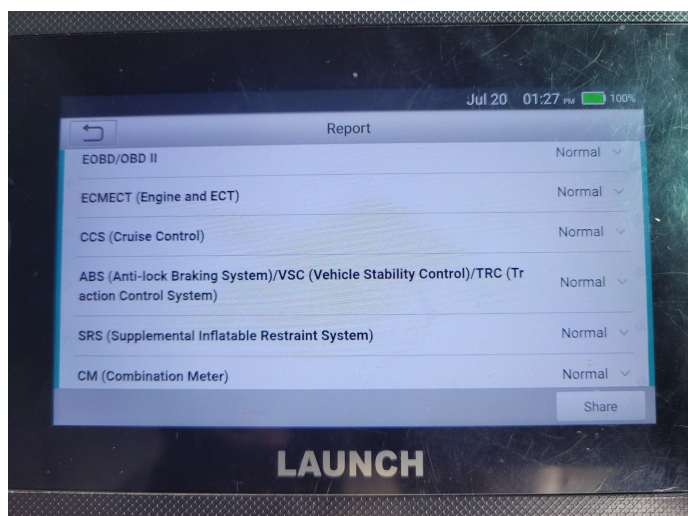 Jul 20 01:27 PM 100%
Report
EOBD/OBD II Normal
ECMECT (Engine and ECT) Normal
CCS (Cruise Control) Normal
ABS (Anti-lock Braking System)/VSC (Vehicle Stability Control)/TRC (Tr
action Control System) Normal
SRS (Supplemental Inflatable Restraint System) Normal
CM (Combination Meter) Normal
Share
LAUNCH